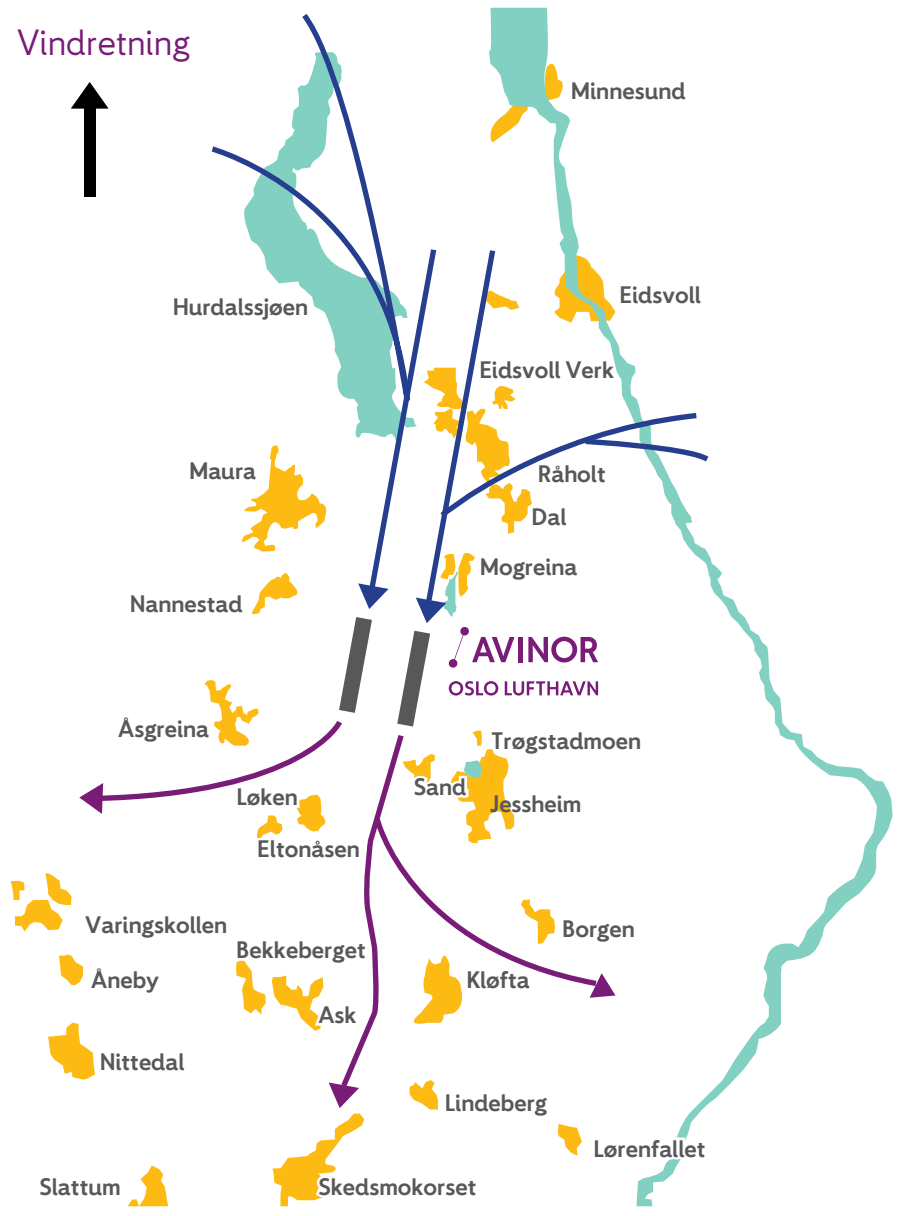 Vindretning
Minnesund
Hurdalssjøen
Eidsvoll
Eidsvoll Verk
Maura
Råholt
Dal
Mogreina
Nannestad
AVINOR
OSLO LUFTHAVN
Åsgreina
Trøgstadmoen
Sand
Løken
Jessheim
Eltonåsen
Varingskollen
Borgen
Bekkeberget
Åneby
Kløfta
Ask
Nittedal
Lindeberg
Lørenfallet
Slattum
Skedsmokorset